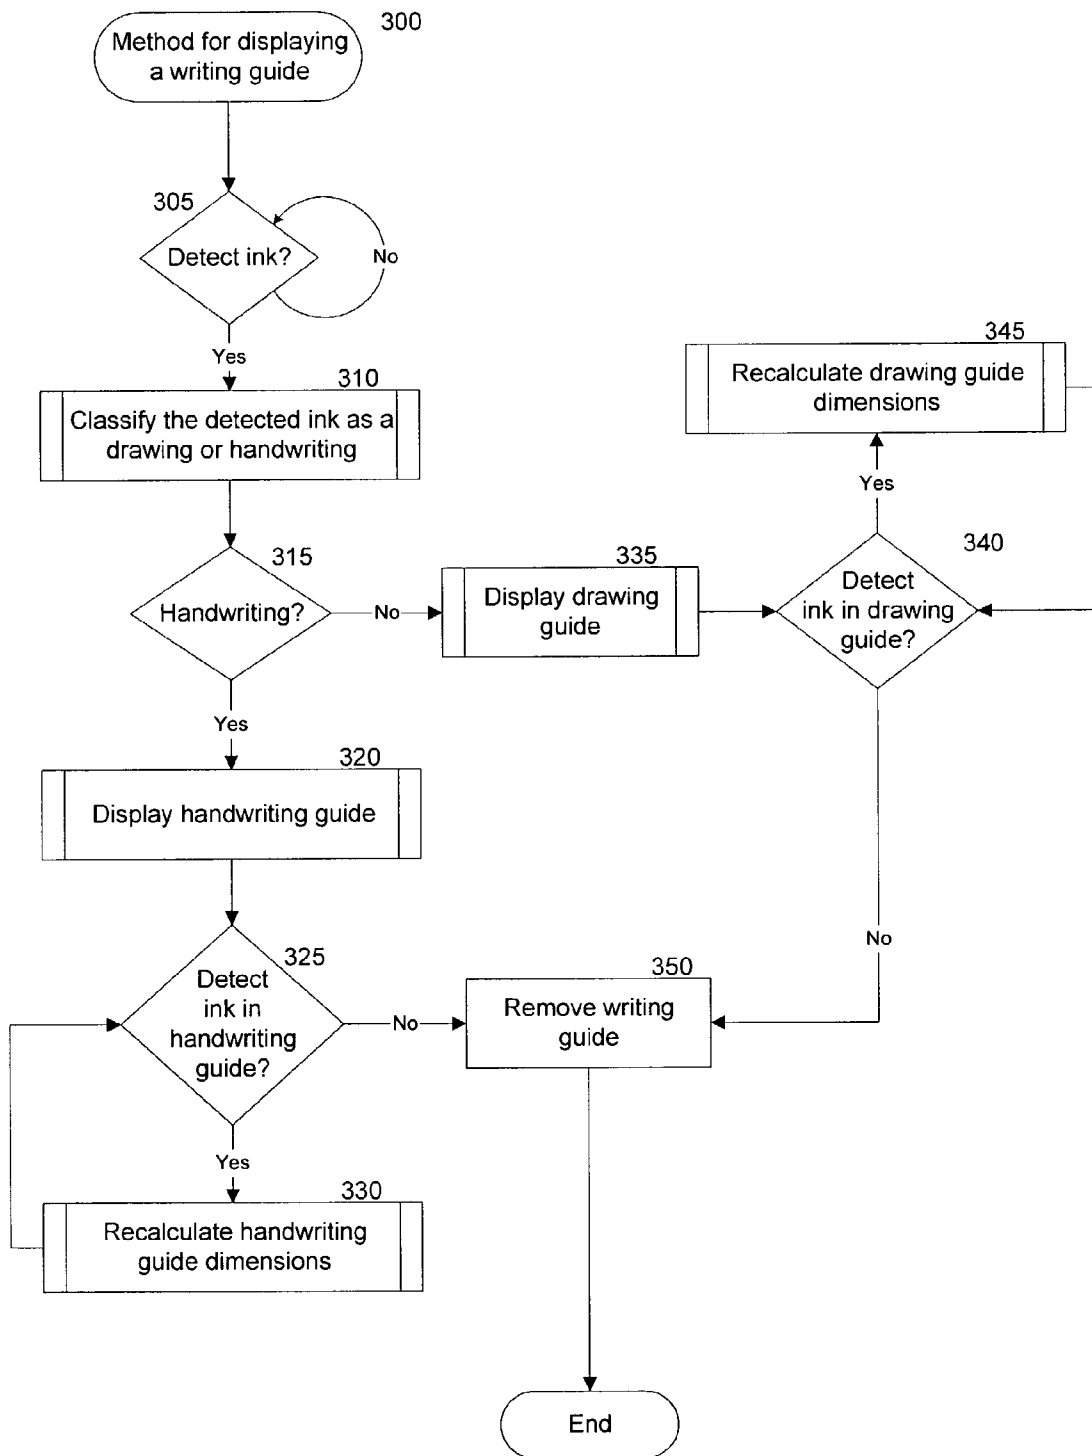 300
Method for displaying
a writing guide
305
Detect ink?
No
Yes
310
Classify the detected ink as a
drawing or handwriting
315
Handwriting?
No
335
Display drawing
guide
345
Recalculate drawing guide
dimensions
Yes
340
Detect
ink in drawing
guide?
No
Yes
320
Display handwriting guide
325
Detect
ink in
handwriting
guide?
No
350
Remove writing
guide
Yes
330
Recalculate handwriting
guide dimensions
End